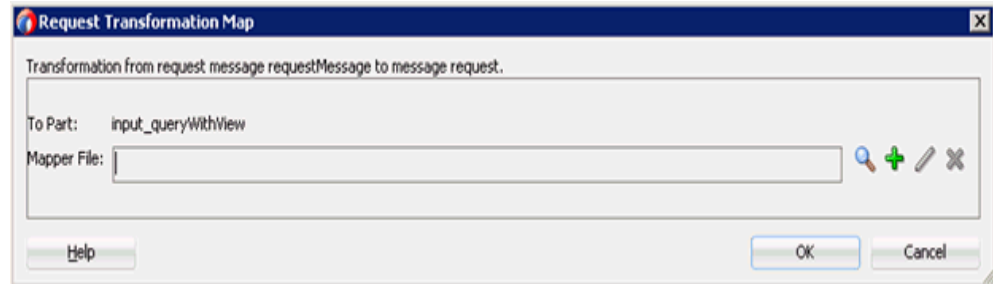 Request Transformation Map
Transformation from request message requestMessage to message request.
To Part: input_queryWithView
Mapper File:
Help OK Cancel